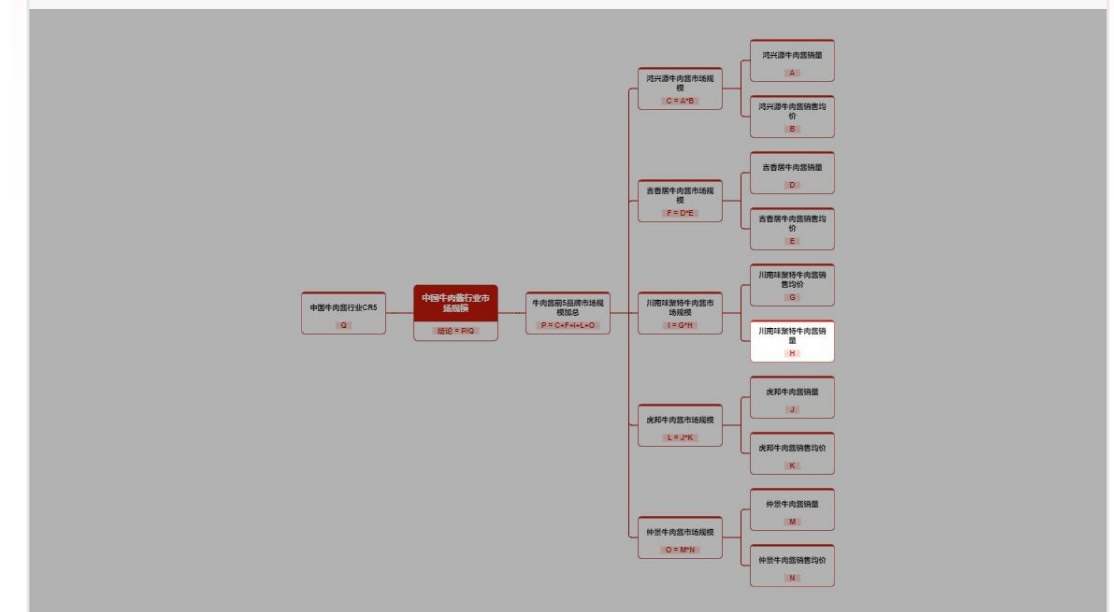 鸿兴源牛肉酱销量
A
鸿兴源牛肉酱市场规
模
C = A*B
鸿兴源牛肉酱销售均
价
B
吉香居牛肉酱销量
D
吉香居牛肉酱市场规
模
F = D*E
吉香居牛肉酱销售均
价
E
中国牛肉酱行业CR5
Q
中国牛肉酱行业市
场规模
结论 = P/Q
牛肉酱前5品牌市场规
模加总
P = C+F+I+L+O
川南味聚特牛肉酱市
场规模
I = G*H
川南味聚特牛肉酱销
售均价
G
川南味聚特牛肉酱销
量
H
虎邦牛肉酱销量
J
虎邦牛肉酱市场规模
L = J*K
虎邦牛肉酱销售均价
K
仲景牛肉酱销量
M
仲景牛肉酱市场规模
O = M*N
仲景牛肉酱销售均价
N